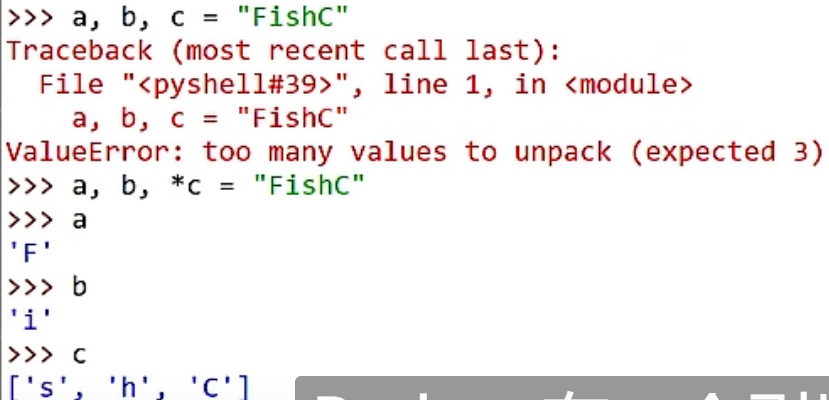 >>> a, b, c = "FishC"
Traceback (most recent call last):
  File "<pyshell#39>", line 1, in <module>
    a, b, c = "FishC"
ValueError: too many values to unpack (expected 3)
>>> a, b, *c = "FishC"
>>> a
'F'
>>> b
'i'
>>> c
['s', 'h', 'C']